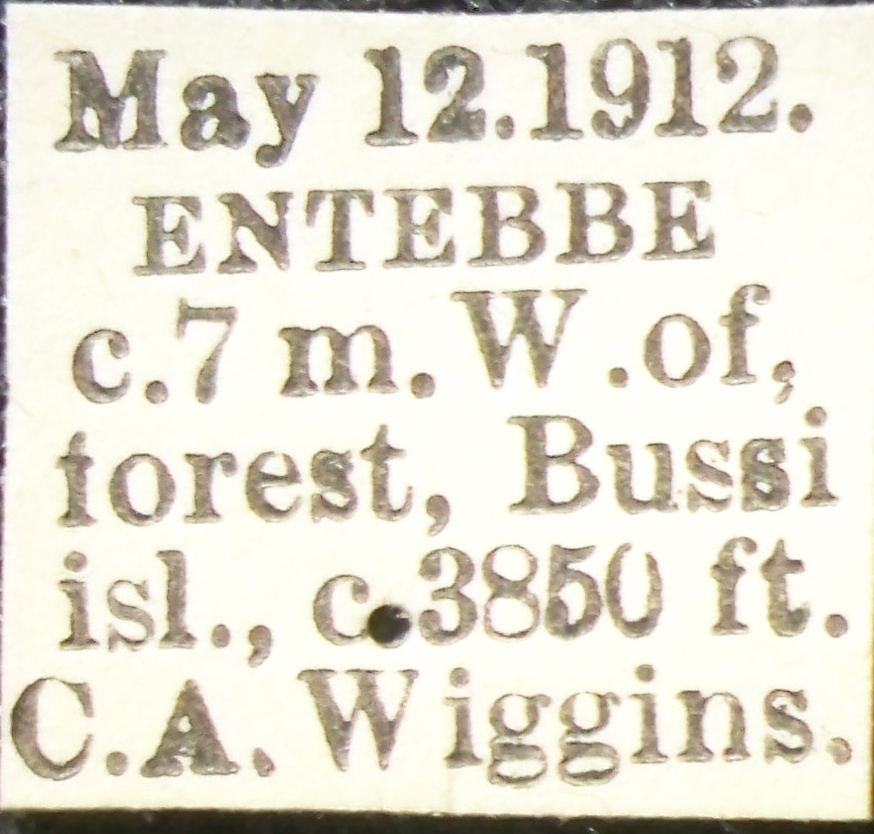 May 12.1912.
ENTEBBE
c.7 m. W.of,
forest, Bussi
isl., c.3850 ft.
C.A. Wiggins.